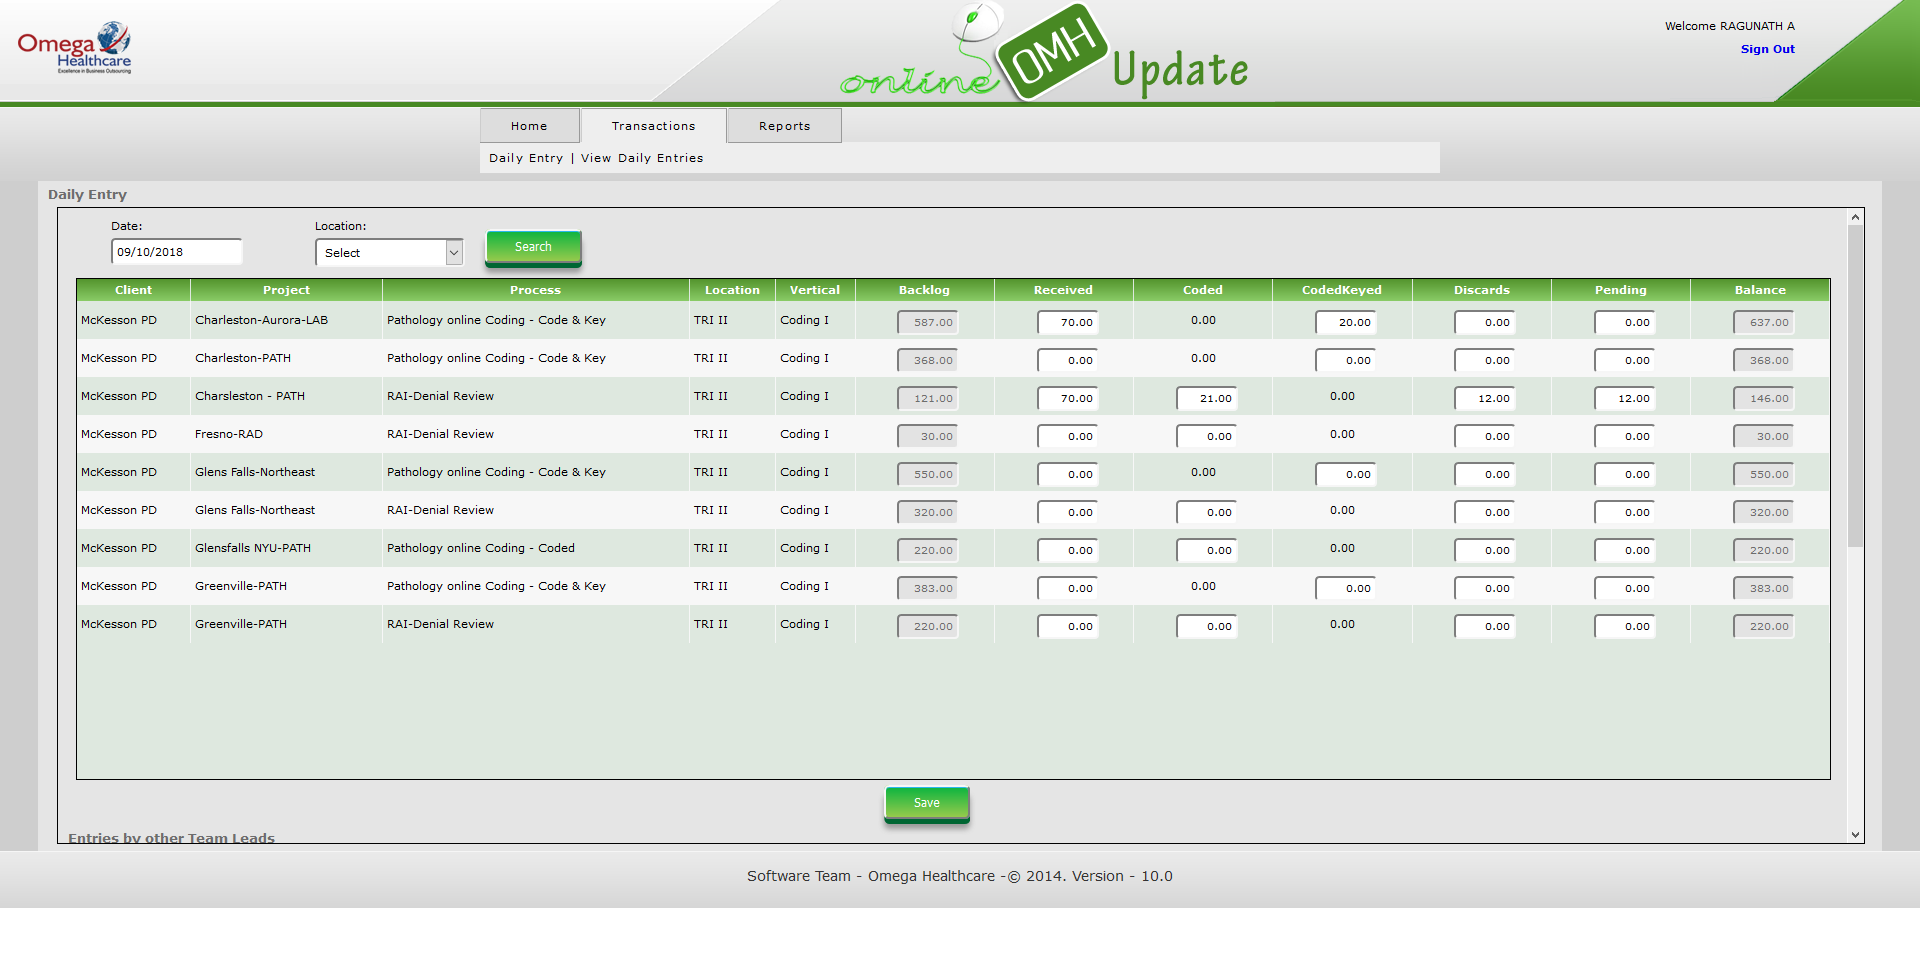 Omega
Healthcare
Excellence in Business Outsourcing
online OMH Update
Welcome RAGUNATH A
Sign Out
Home Transactions Reports
Daily Entry | View Daily Entries
Daily Entry
Date: Location:
09/10/2018 Select Search
Client Project Process Location Vertical Backlog Received Coded CodedKeyed Discards Pending Balance
McKesson PD Charleston-Aurora-LAB Pathology online Coding - Code & Key TRI II Coding I 587.00 70.00 0.00 20.00 0.00 0.00 637.00
McKesson PD Charleston-PATH Pathology online Coding - Code & Key TRI II Coding I 368.00 0.00 0.00 0.00 0.00 0.00 368.00
McKesson PD Charsleston - PATH RAI-Denial Review TRI II Coding I 121.00 70.00 21.00 0.00 12.00 12.00 146.00
McKesson PD Fresno-RAD RAI-Denial Review TRI II Coding I 30.00 0.00 0.00 0.00 0.00 0.00 30.00
McKesson PD Glens Falls-Northeast Pathology online Coding - Code & Key TRI II Coding I 550.00 0.00 0.00 0.00 0.00 0.00 550.00
McKesson PD Glens Falls-Northeast RAI-Denial Review TRI II Coding I 320.00 0.00 0.00 0.00 0.00 0.00 320.00
McKesson PD Glensfalls NYU-PATH Pathology online Coding - Coded TRI II Coding I 220.00 0.00 0.00 0.00 0.00 0.00 220.00
McKesson PD Greenville-PATH Pathology online Coding - Code & Key TRI II Coding I 383.00 0.00 0.00 0.00 0.00 0.00 383.00
McKesson PD Greenville-PATH RAI-Denial Review TRI II Coding I 220.00 0.00 0.00 0.00 0.00 0.00 220.00
Save
Entries by other Team Leads
Software Team - Omega Healthcare -© 2014. Version - 10.0